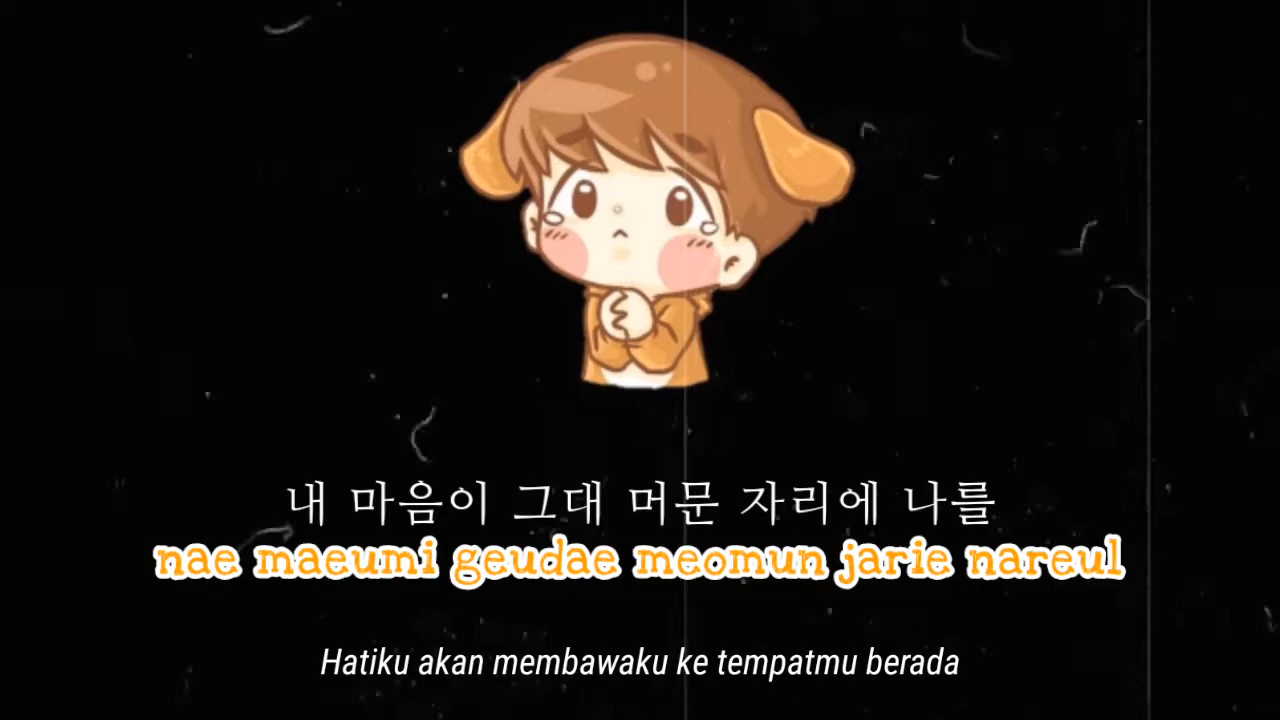 내 마음이 그대 머문 자리에 나를
nae maeumi geudae meomun jarie nareul
Hatiku akan membawaku ke tempatmu berada